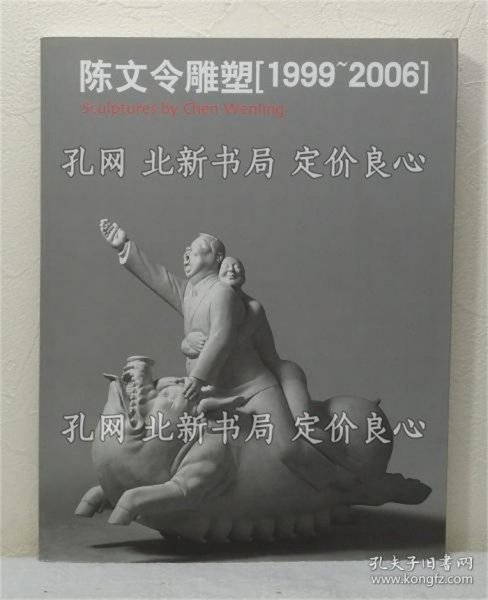 陈文令雕塑[1999~2006]
Sculptures by Chen Wenling
孔网 北新书局 定价良心
孔网 北新书局 定价良心
孔夫子旧书网
www.kongfz.com